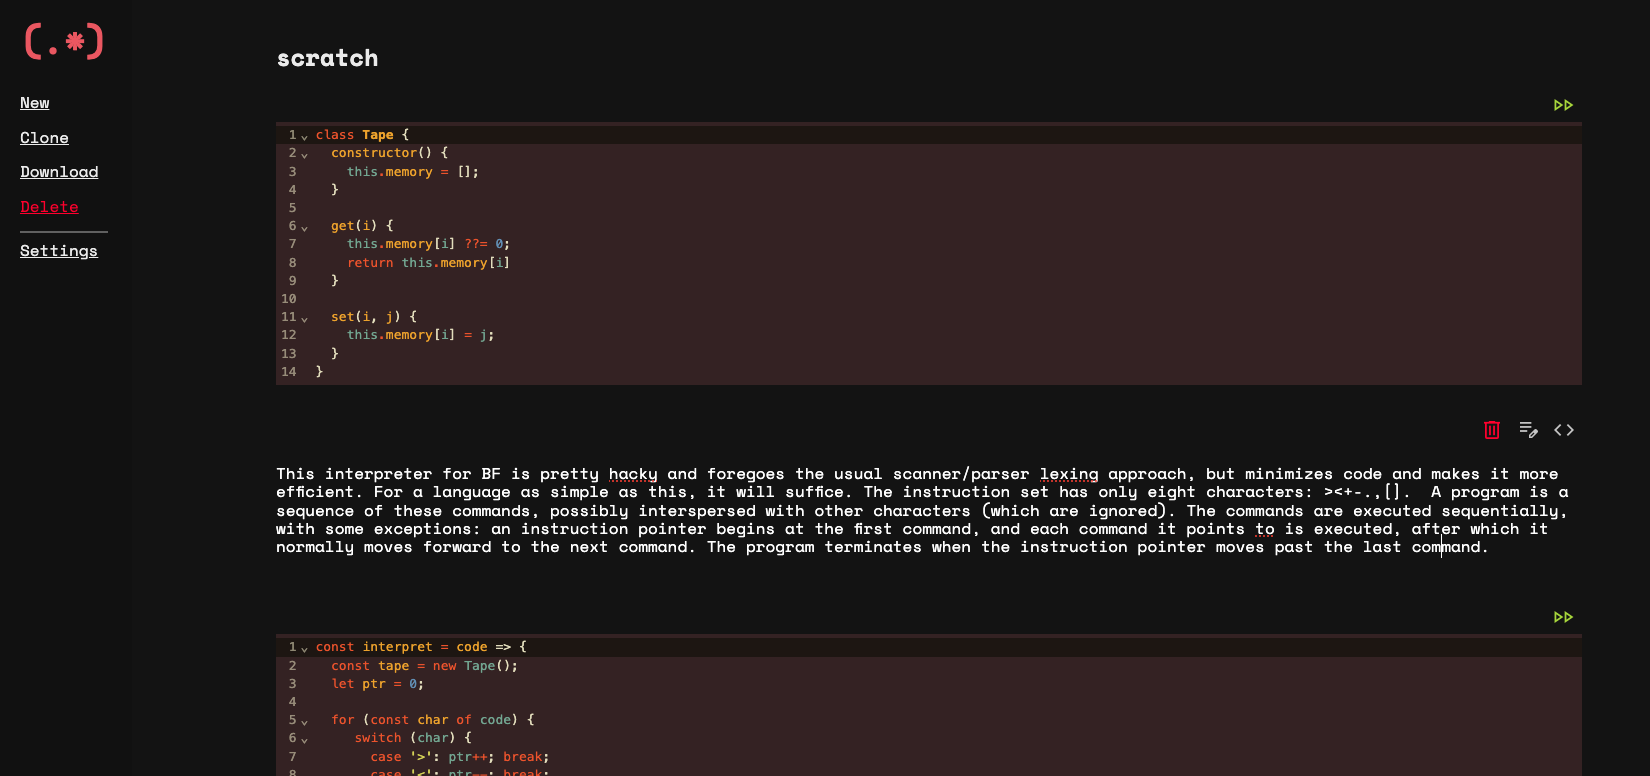 (.*)
New
Clone
Download
Delete
Settings
scratch
1 class Tape {
2   constructor() {
3     this.memory = [];
4   }
5
6   get(i) {
7     this.memory[i] ??= 0;
8     return this.memory[i]
9   }
10
11   set(i, j) {
12     this.memory[i] = j;
13   }
14 }
This interpreter for BF is pretty hacky and foregoes the usual scanner/parser lexing approach, but minimizes code and makes it more
efficient. For a language as simple as this, it will suffice. The instruction set has only eight characters: ><+-.,[].  A program is a
sequence of these commands, possibly interspersed with other characters (which are ignored). The commands are executed sequentially,
with some exceptions: an instruction pointer begins at the first command, and each command it points to is executed, after which it
normally moves forward to the next command. The program terminates when the instruction pointer moves past the last command.
1 const interpret = code => {
2   const tape = new Tape();
3   let ptr = 0;
4
5   for (const char of code) {
6      switch (char) {
7        case '>': ptr++; break;
8        case '<': ptr--; break;